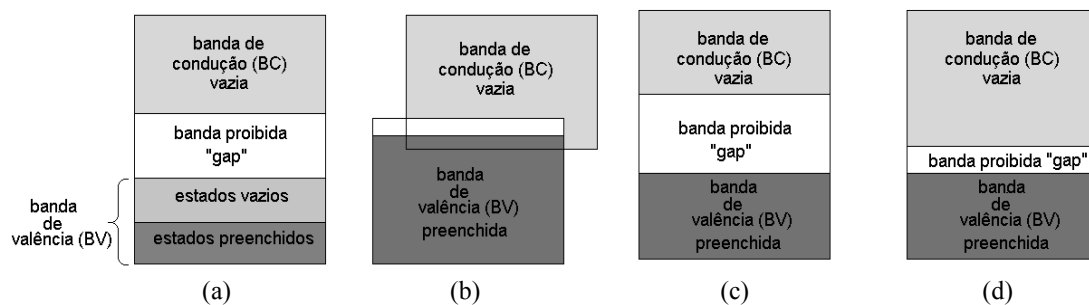 banda de
condução (BC)
vazia
banda proibida
"gap"
estados vazios
estados preenchidos
banda
de
valência (BV)
(a)
banda de
condução (BC)
vazia
banda
de
valência (BV)
preenchida
(b)
banda de
condução (BC)
vazia
banda proibida
"gap"
banda
de
valência (BV)
preenchida
(c)
banda de
condução (BC)
vazia
banda proibida "gap"
banda
de
valência (BV)
preenchida
(d)